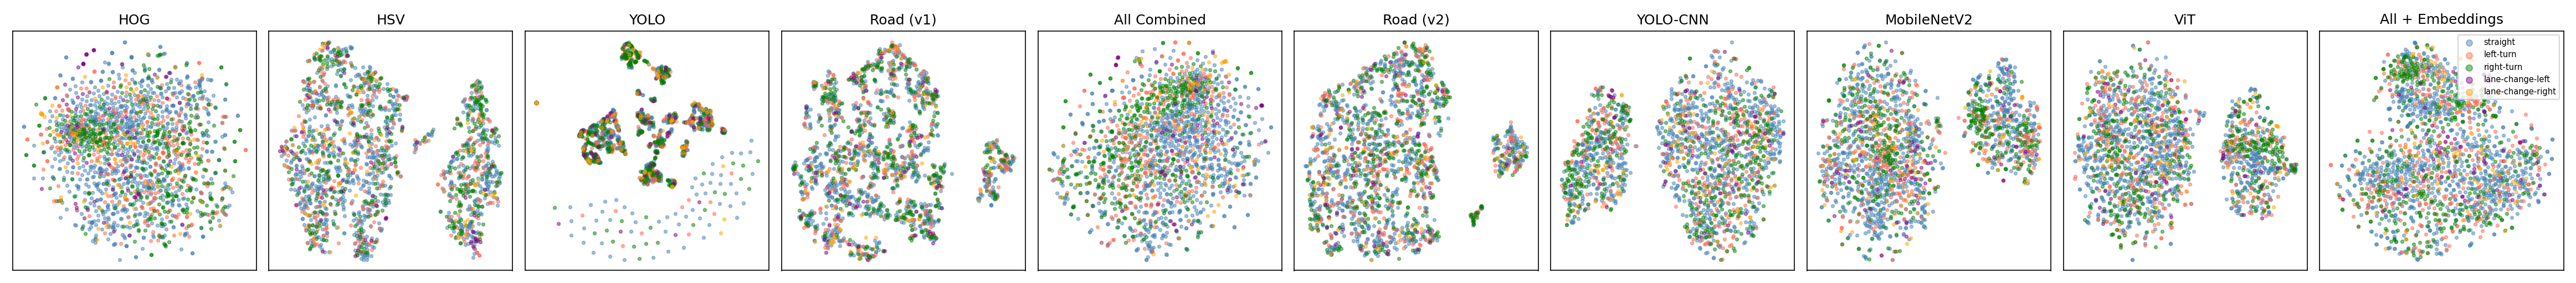 HOG
HSV
YOLO
Road (v1)
All Combined
Road (v2)
YOLO-CNN
MobileNetV2
ViT
All + Embeddings
straight
left-turn
right-turn
lane-change-left
lane-change-right